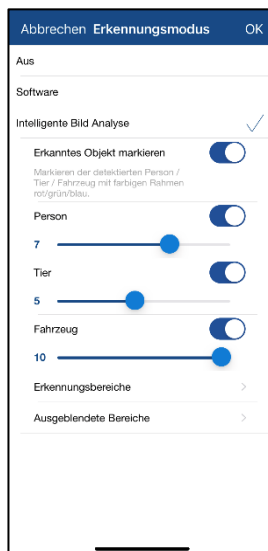 Abbrechen Erkennungsmodus OK
Aus
Software
Intelligente Bild Analyse
Erkanntes Objekt markieren
Markieren der detektierten Person /
Tier / Fahrzeug mit farbigen Rahmen
rot/grün/blau.
Person
7
Tier
5
Fahrzeug
10
Erkennungsbereiche
Ausgeblendete Bereiche